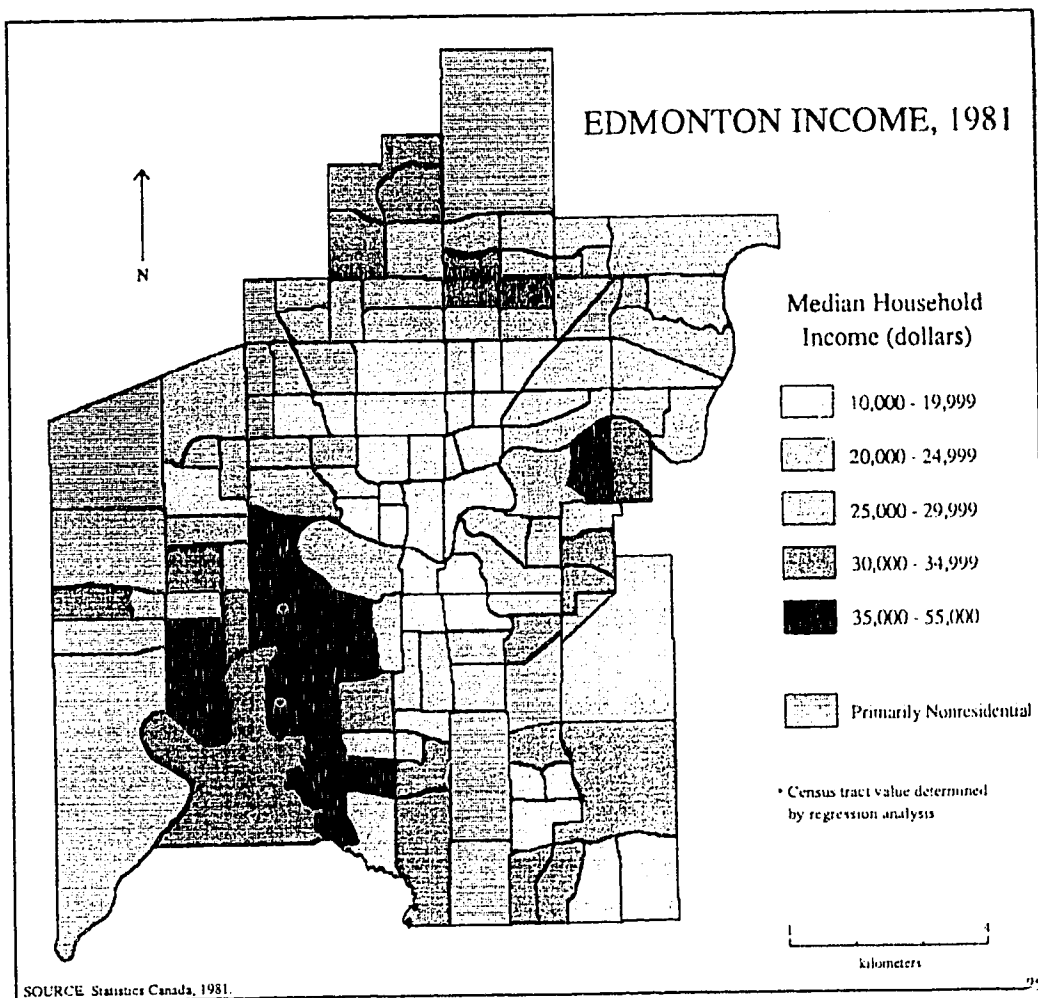 EDMONTON INCOME, 1981
N
Median Household
Income (dollars)
10,000 - 19,999
20,000 - 24,999
25,000 - 29,999
30,000 - 34,999
35,000 - 55,000
Primarily Nonresidential
* Census tract value determined
by regression analysis
4
kilometers
SOURCE Statistics Canada, 1981.